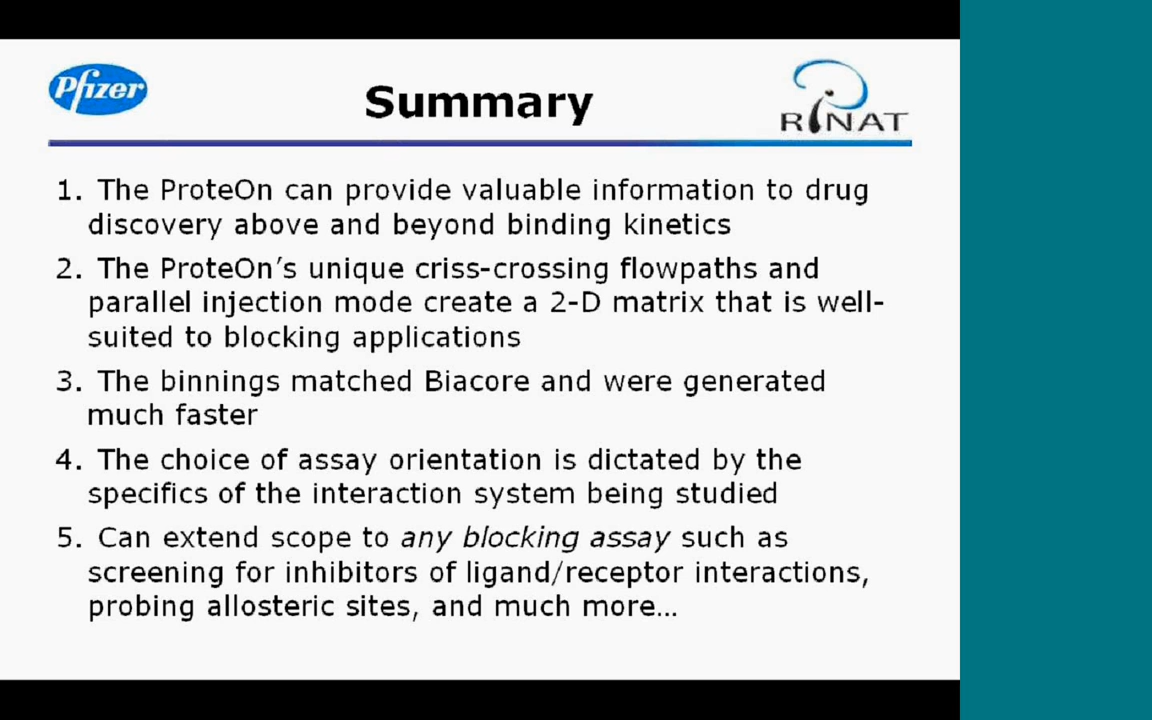 Pfizer
Summary
RINAT
1. The ProteOn can provide valuable information to drug
discovery above and beyond binding kinetics
2. The ProteOn’s unique criss-crossing flowpaths and
parallel injection mode create a 2-D matrix that is well-
suited to blocking applications
3. The binnings matched Biacore and were generated
much faster
4. The choice of assay orientation is dictated by the
specifics of the interaction system being studied
5. Can extend scope to any blocking assay such as
screening for inhibitors of ligand/receptor interactions,
probing allosteric sites, and much more…